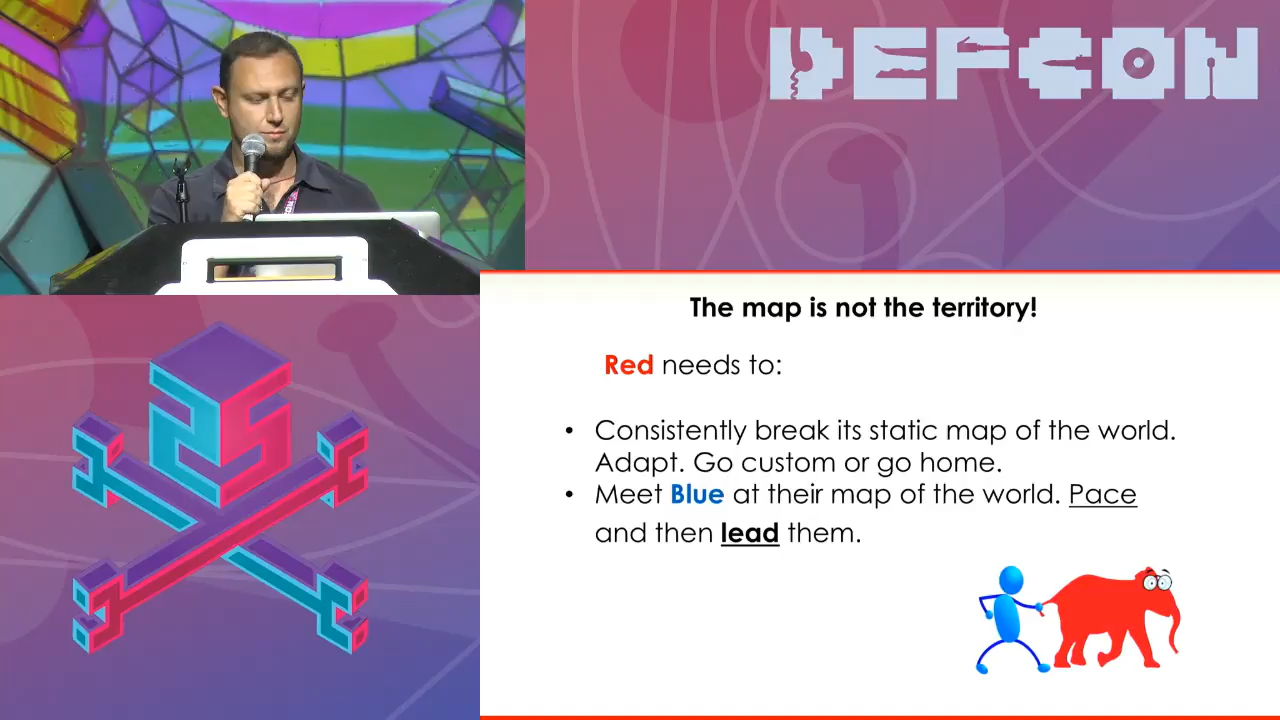 DEFCON
The map is not the territory!
Red needs to:
• Consistently break its static map of the world.
Adapt. Go custom or go home.
• Meet Blue at their map of the world. Pace
and then lead them.